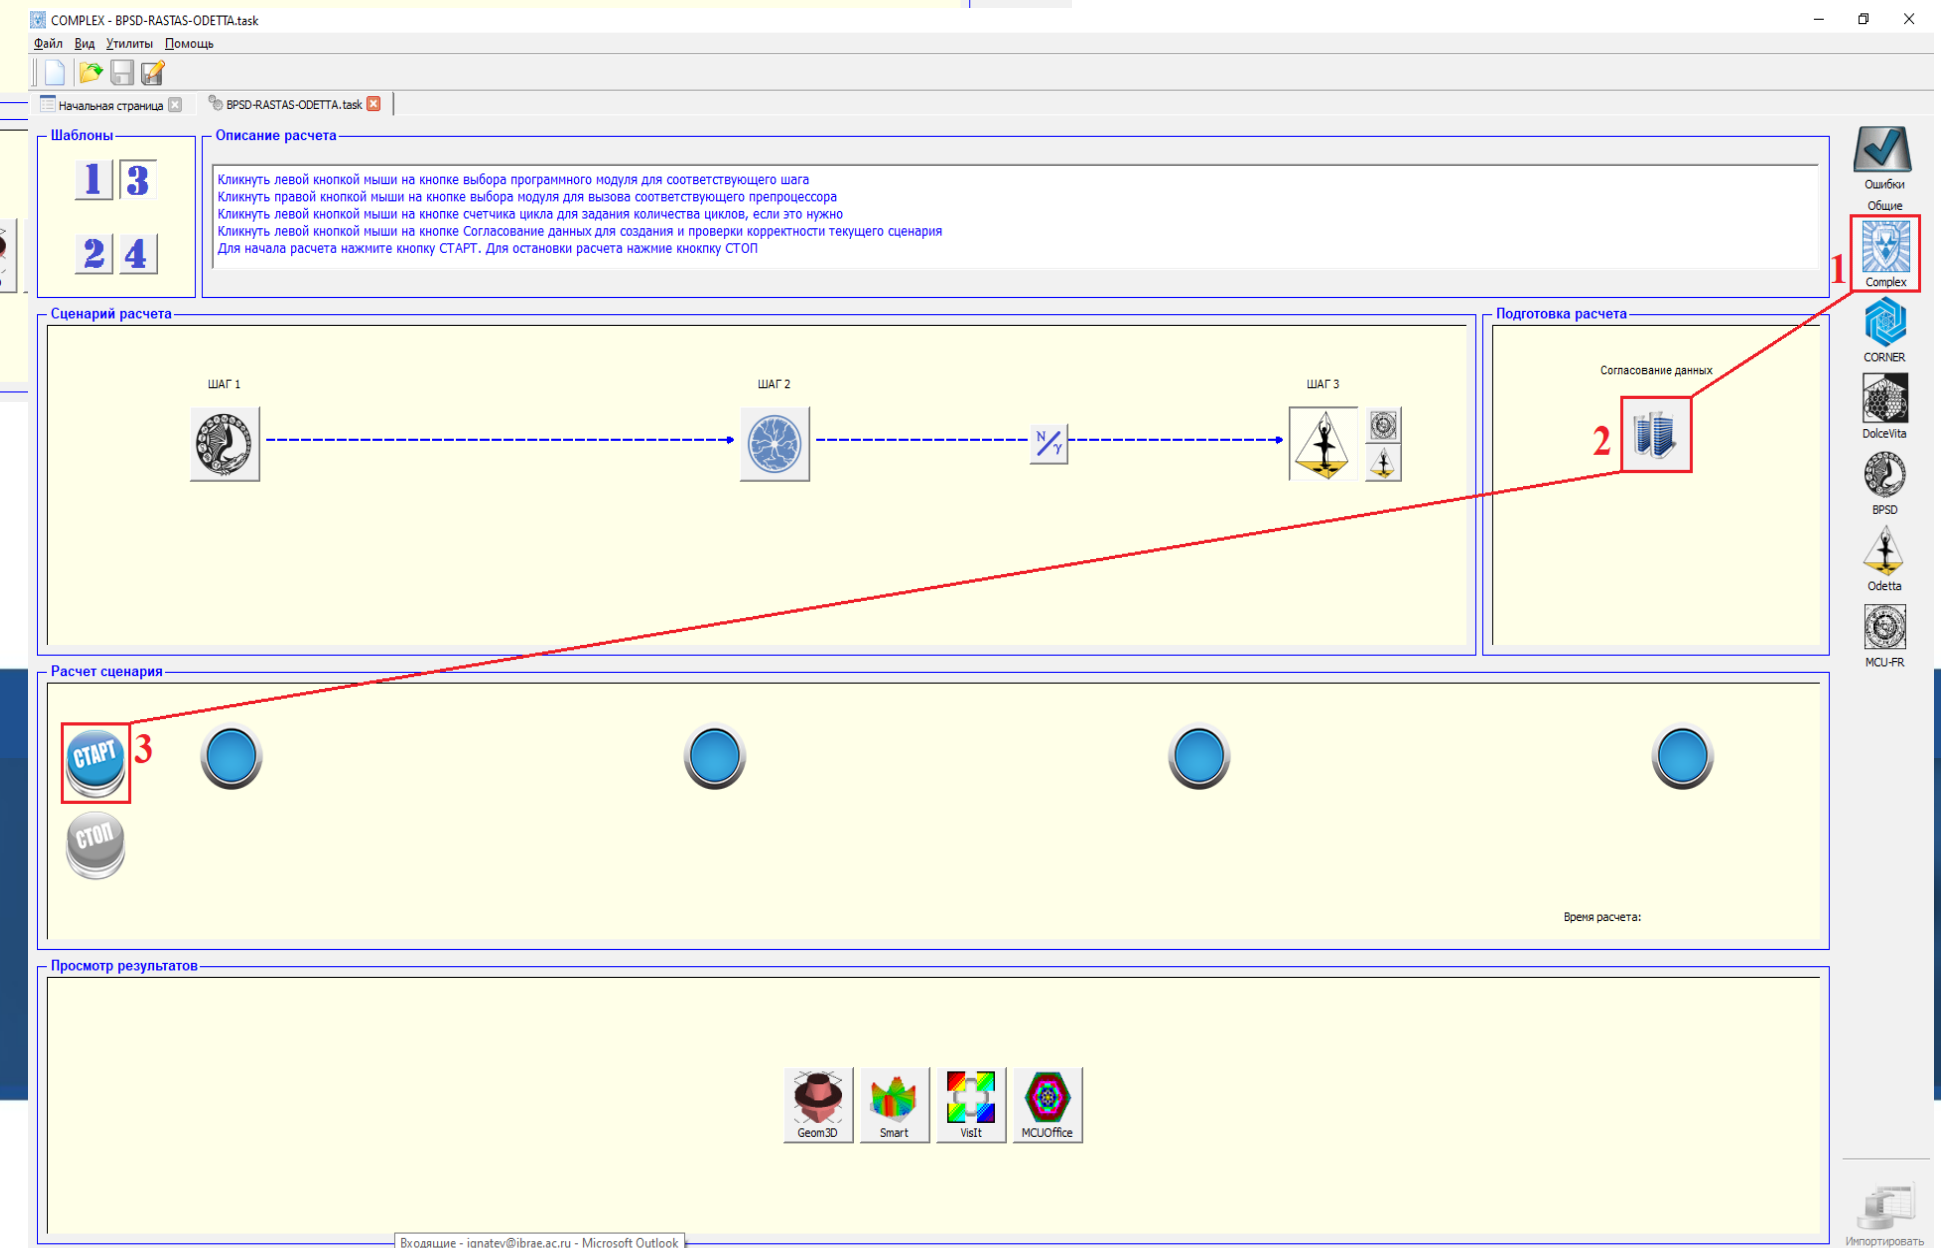 COMPLEX - BPSD-RASTAS-ODETTA.task
Файл Вид Утилиты Помощь
Начальная страница
BPSD-RASTAS-ODETTA.task
Шаблоны
1 3
2 4
Описание расчета
Кликнуть левой кнопкой мыши на кнопке выбора программного модуля для соответствующего шага
Кликнуть правой кнопкой мыши на кнопке выбора модуля для вызова соответствующего препроцессора
Кликнуть левой кнопкой мыши на кнопке счетчика цикла для задания количества циклов, если это нужно
Кликнуть левой кнопкой мыши на кнопке Согласование данных для создания и проверки корректности текущего сценария
Для начала расчета нажмите кнопку СТАРТ. Для остановки расчета нажмие кнокпку СТОП
Сценарий расчета
ШАГ 1
ШАГ 2
N/γ
ШАГ 3
Подготовка расчета
Согласование данных
2
Расчет сценария
СТАРТ
3
СТОП
Время расчета:
Просмотр результатов
Geom3D
Smart
VisIt
MCUOffice
Ошибки
Общие
1
Complex
CORNER
DolceVita
BPSD
Odetta
MCU-FR
Импортировать
Входящие - ignatev@ibrae.ac.ru - Microsoft Outlook